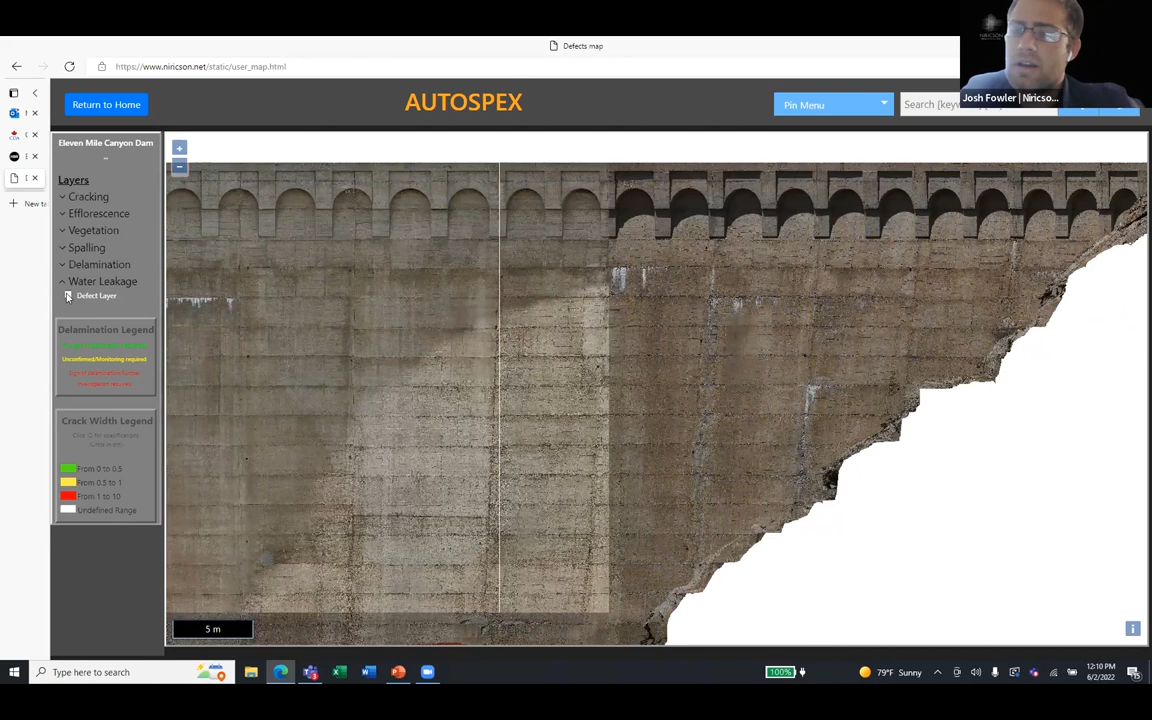 Defects map
https://www.niricson.net/static/user_map.html
NIRICSON
Josh Fowler | Niricso...
Return to Home
AUTOSPEX
Pin Menu
Eleven Mile Canyon Dam
Layers
Cracking
Efflorescence
Vegetation
Spalling
Delamination
Water Leakage
Defect Layer
New ta
+
-
Delamination Legend
Unconfirmed/Monitoring required
Crack Width Legend
From 0 to 0.5
From 0.5 to 1
From 1 to 10
Undefined Range
5 m
i
Type here to search
100%
79°F Sunny
12:10 PM
6/2/2022